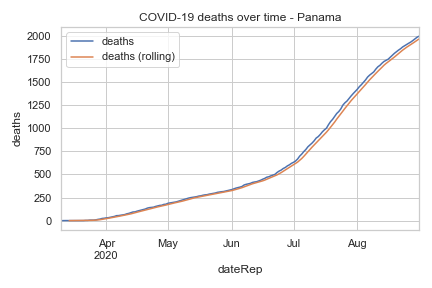 COVID-19 deaths over time - Panama
deaths
deaths (rolling)
2000
1750
1500
1250
1000
750
500
250
0
deaths
Apr
2020
May
Jun
Jul
Aug
dateRep